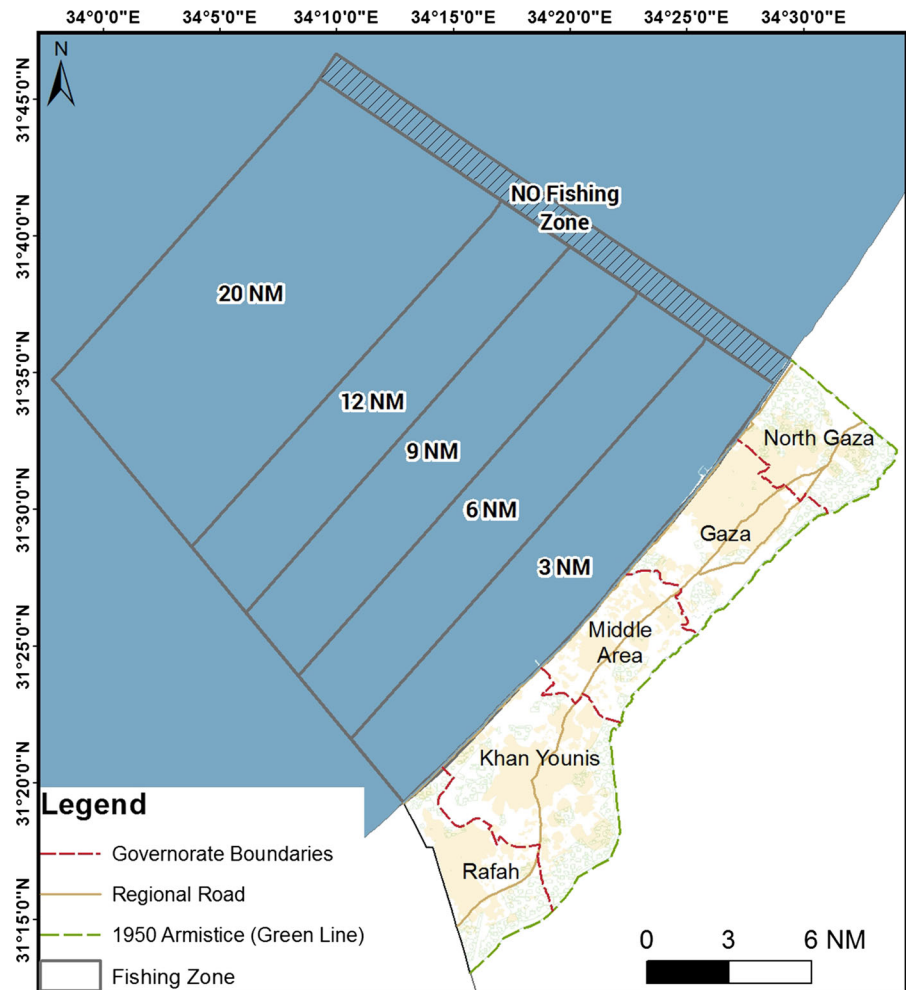 34°0'0"E 34°5'0"E 34°10'0"E 34°15'0"E 34°20'0"E 34°25'0"E 34°30'0"E
N
31°45'0"N
31°40'0"N
31°35'0"N
31°30'0"N
31°25'0"N
31°20'0"N
31°15'0"N
NO Fishing
Zone
20 NM
12 NM
9 NM
6 NM
3 NM
North Gaza
Gaza
Middle
Area
Khan Younis
Rafah
Legend
Governorate Boundaries
Regional Road
1950 Armistice (Green Line)
Fishing Zone
0 3 6 NM